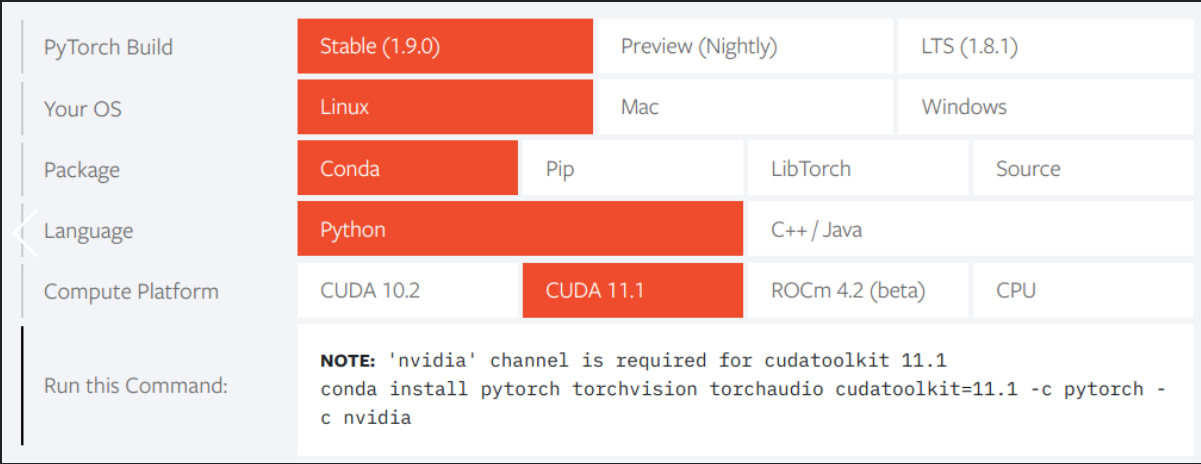 PyTorch Build Stable (1.9.0) Preview (Nightly) LTS (1.8.1)
Your OS Linux Mac Windows
Package Conda Pip LibTorch Source
Language Python C++ / Java
Compute Platform CUDA 10.2 CUDA 11.1 ROCm 4.2 (beta) CPU
NOTE: 'nvidia' channel is required for cudatoolkit 11.1
Run this Command: conda install pytorch torchvision torchaudio cudatoolkit=11.1 -c pytorch -
c nvidia